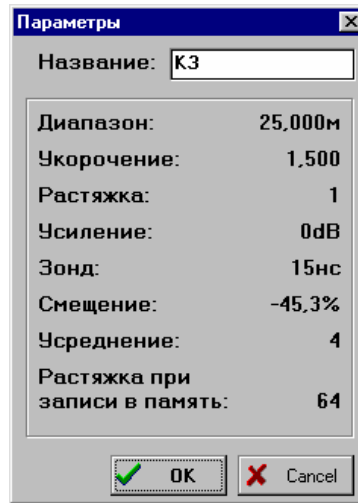 Параметры
Название: КЗ
Диапазон: 25,000м
Укорочение: 1,500
Растяжка: 1
Усиление: 0dB
Зонд: 15нс
Смещение: -45,3%
Усреднение: 4
Растяжка при
записи в память: 64
OK Cancel